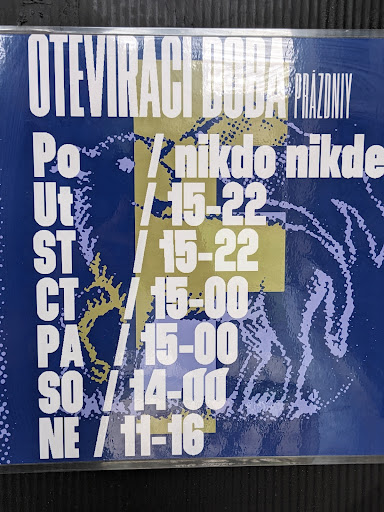 OTEVIRACI DOBA PRÁZDNIY
Po / nikdo nikde
Ut / 15-22
ST / 15-22
CT / 15-00
PA / 15-00
SO / 14-00
NE / 11-16